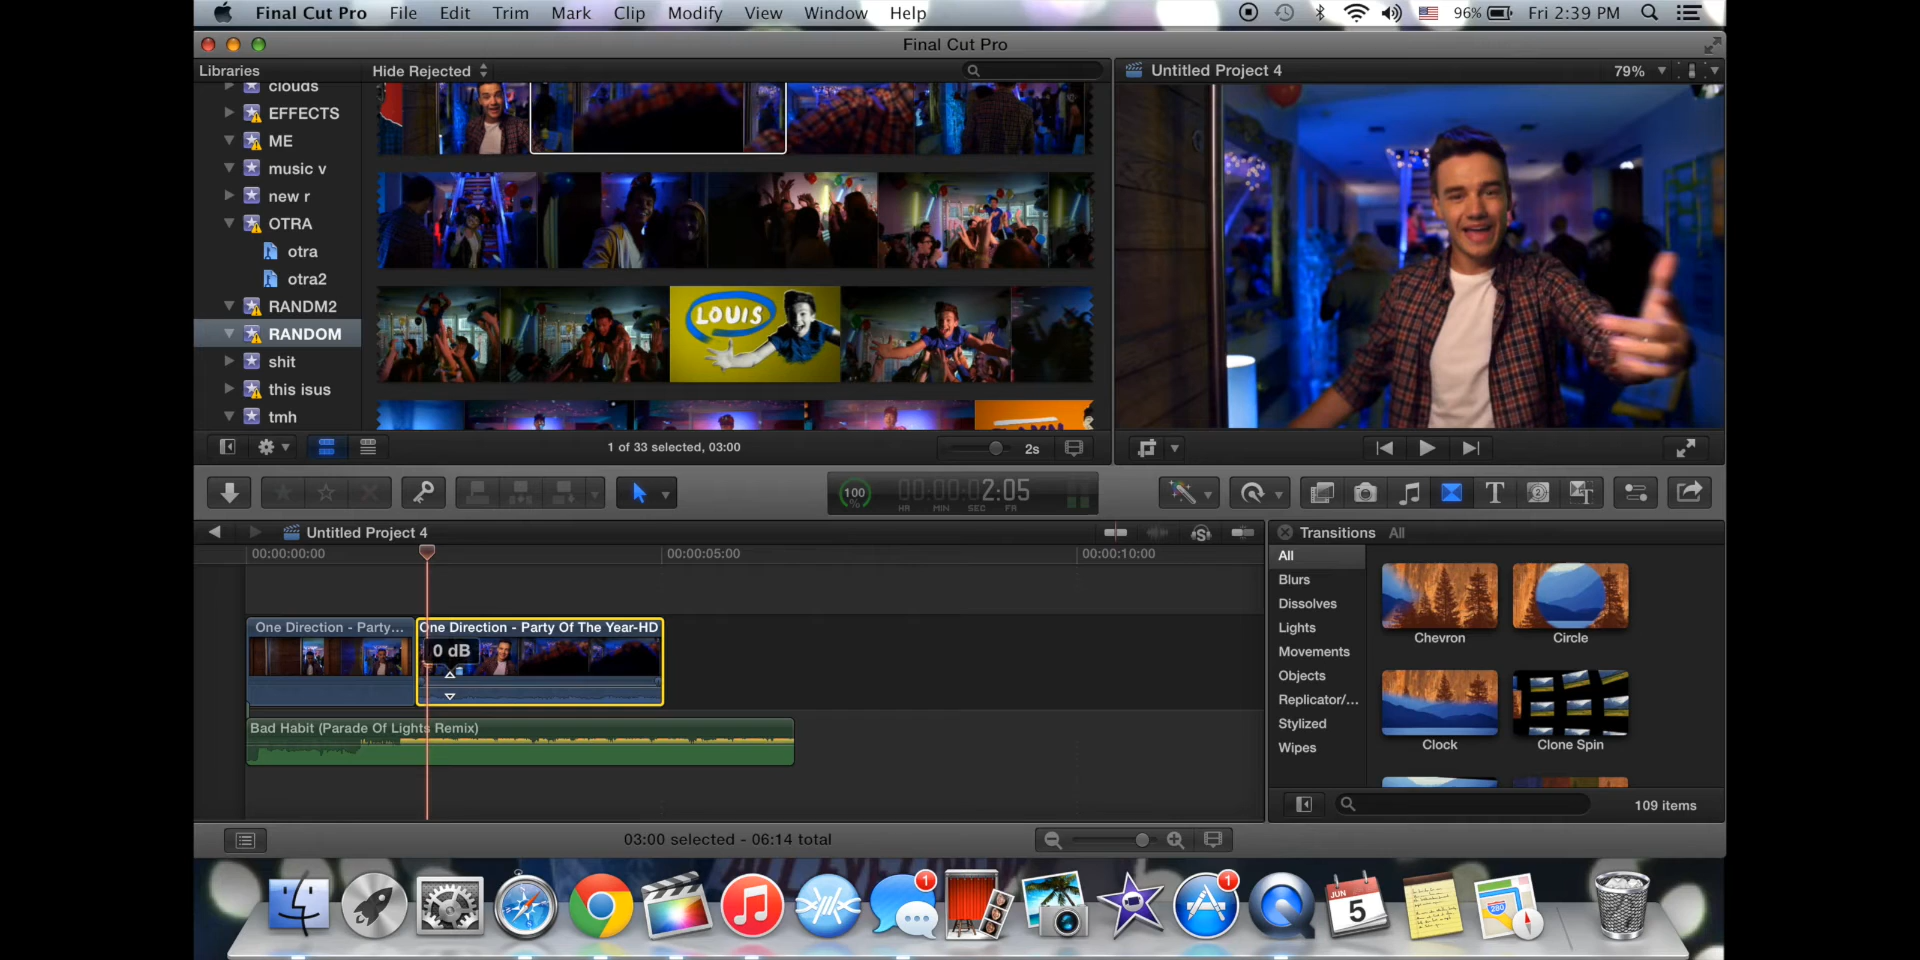 Final Cut Pro File Edit Trim Mark Clip Modify View Window Help 96% Fri 2:39 PM
Final Cut Pro
Libraries
Hide Rejected
Untitled Project 4
79%
clouds
EFFECTS
ME
music v
new r
OTRA
otra
otra2
RANDM2
RANDOM
shit
this isus
tmh
LOUIS
1 of 33 selected, 03:00
2s
100
%
00:00:02:05
HR MIN SEC FR
T
2
T
Untitled Project 4
00:00:00:00
00:00:05:00
00:00:10:00
One Direction - Party...
One Direction - Party Of The Year-HD
0 dB
Bad Habit (Parade Of Lights Remix)
Transitions All
All
Blurs
Dissolves
Lights
Movements
Objects
Replicator/...
Stylized
Wipes
Chevron
Circle
Clock
Clone Spin
109 items
03:00 selected - 06:14 total
1
1
JUN
5
280